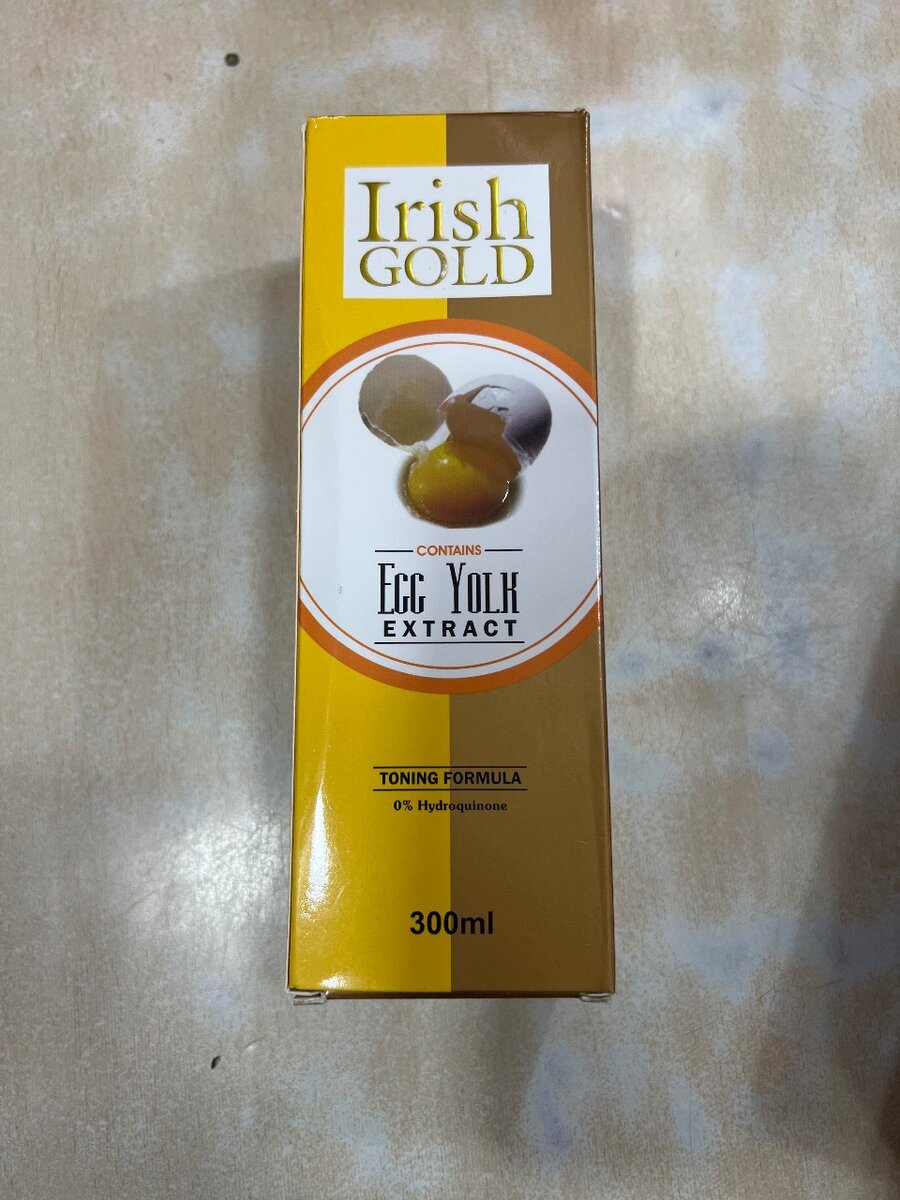 Irish
GOLD
CONTAINS
EGG YOLK
EXTRACT
TONING FORMULA
0% Hydroquinone
300ml